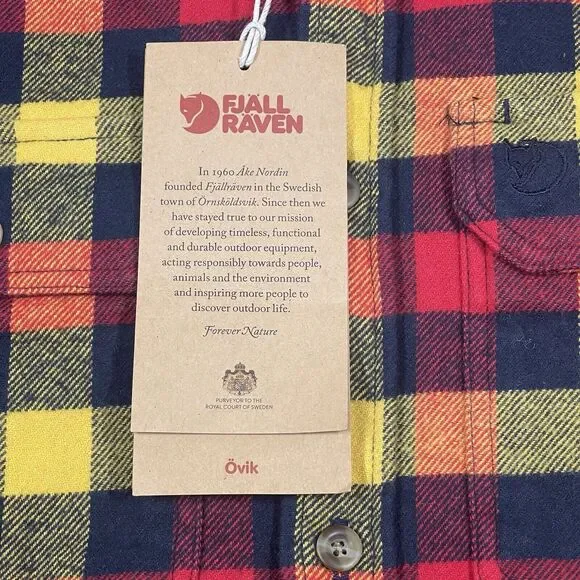 FJÄLL
RÄVEN
In 1960 Åke Nordin
founded Fjällräven in the Swedish
town of Örnsköldsvik. Since then we
have stayed true to our mission
of developing timeless, functional
and durable outdoor equipment,
acting responsibly towards people,
animals and the environment
and inspiring more people to
discover outdoor life.
Forever Nature
PURVEYOR TO THE
ROYAL COURT OF SWEDEN
Övik